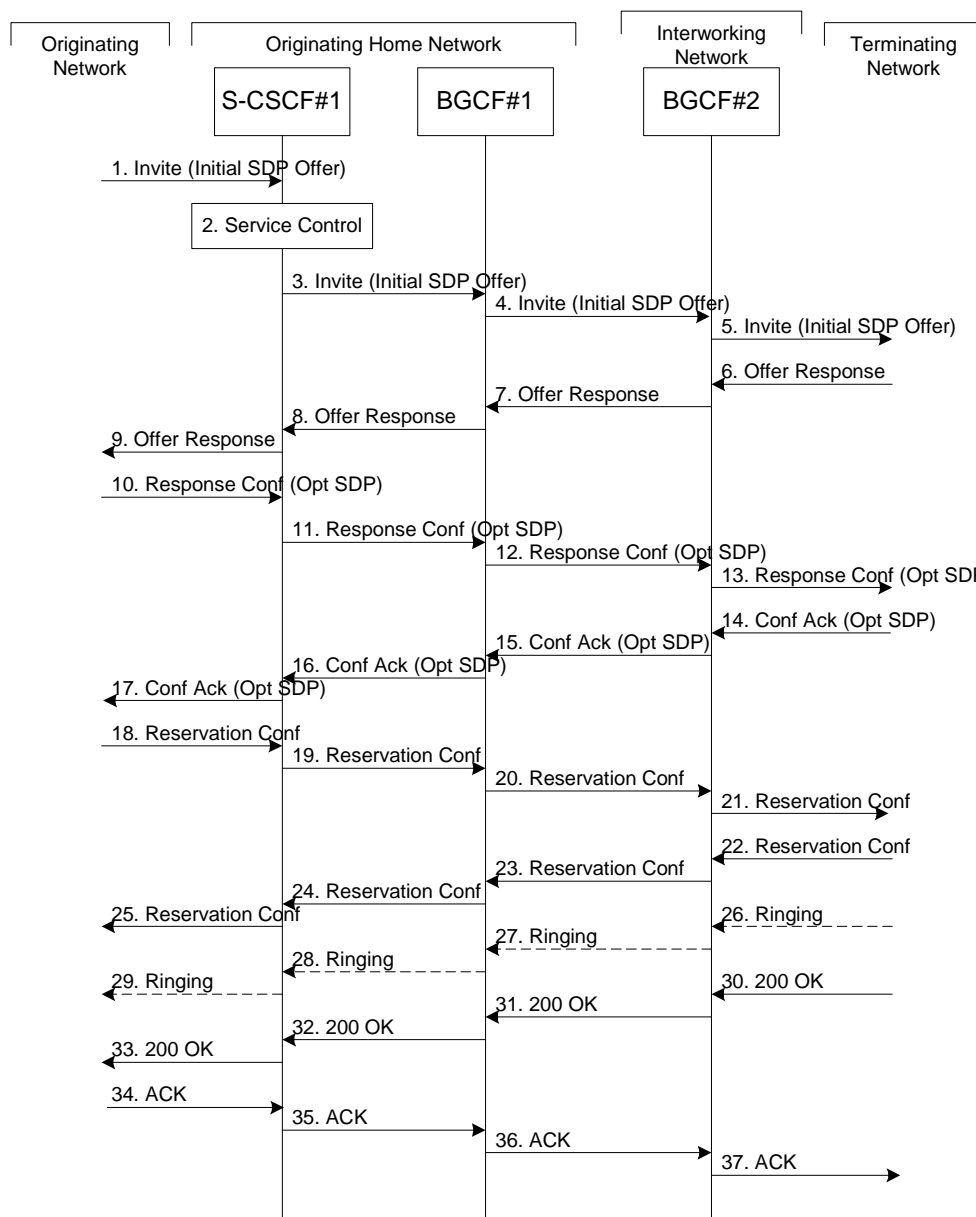 Originating
Network
Originating Home Network
Interworking
Network
Terminating
Network
S-CSCF#1
BGCF#1
BGCF#2
1. Invite (Initial SDP Offer)
2. Service Control
3. Invite (Initial SDP Offer)
4. Invite (Initial SDP Offer)
5. Invite (Initial SDP Offer)
6. Offer Response
7. Offer Response
8. Offer Response
9. Offer Response
10. Response Conf (Opt SDP)
11. Response Conf (Opt SDP)
12. Response Conf (Opt SDP)
13. Response Conf (Opt SD
14. Conf Ack (Opt SDP)
15. Conf Ack (Opt SDP)
16. Conf Ack (Opt SDP)
17. Conf Ack (Opt SDP)
18. Reservation Conf
19. Reservation Conf
20. Reservation Conf
21. Reservation Conf
22. Reservation Conf
23. Reservation Conf
24. Reservation Conf
25. Reservation Conf
26. Ringing
27. Ringing
28. Ringing
29. Ringing
30. 200 OK
31. 200 OK
32. 200 OK
33. 200 OK
34. ACK
35. ACK
36. ACK
37. ACK